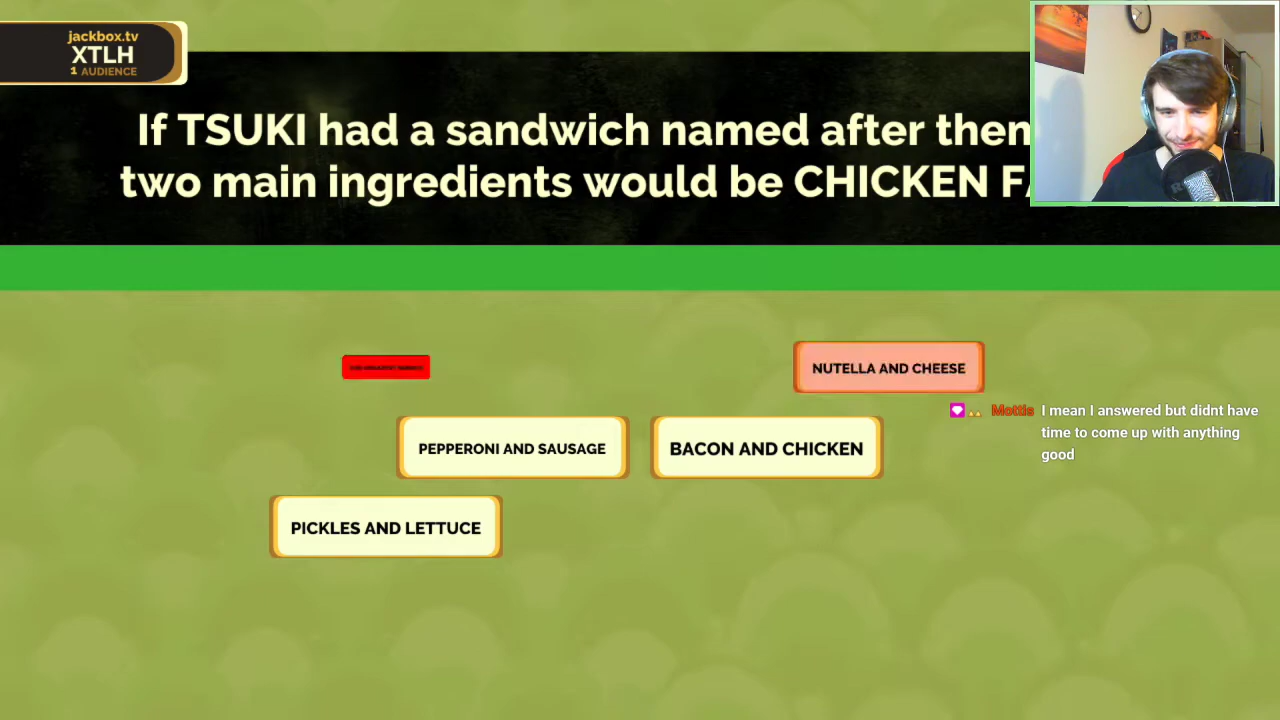 jackbox.tv
XTLH
1 AUDIENCE
If TSUKI had a sandwich named after them
two main ingredients would be CHICKEN
NUTELLA AND CHEESE
Mottis I mean I answered but didnt have
time to come up with anything
good
PEPPERONI AND SAUSAGE
BACON AND CHICKEN
PICKLES AND LETTUCE